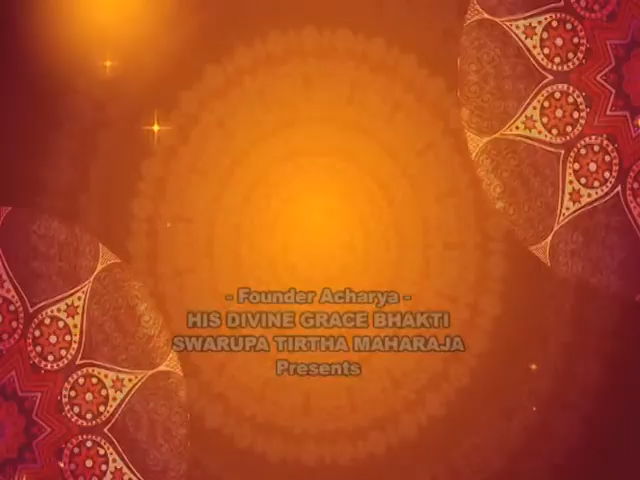 - Founder Acharya -
HIS DIVINE GRACE BHAKTI
SWARUPA TIRTHA MAHARAJA
Presents